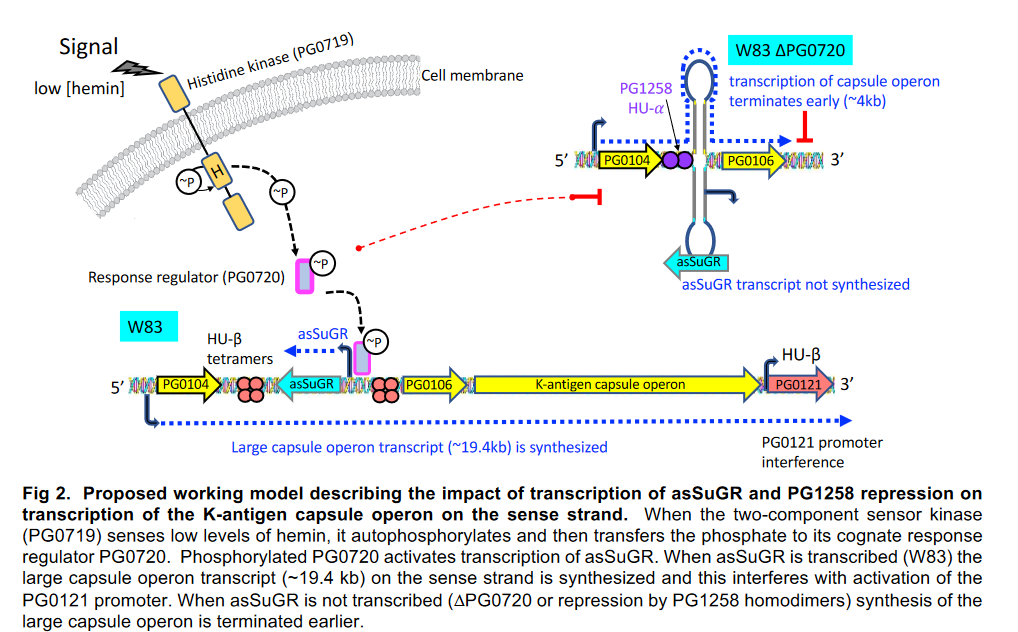 Signal
low [hemin]
Histidine kinase (PG0719)
Cell membrane
~P
H
~P
Response regulator (PG0720)
~P
W83 ΔPG0720
transcription of capsule operon
terminates early (~4kb)
PG1258
HU-α
5’ PG0104 PG0106 3’
asSuGR
asSuGR transcript not synthesized
W83
HU-β
tetramers
asSuGR
~P
HU-β
5’ PG0104 asSuGR PG0106 K-antigen capsule operon PG0121 3’
Large capsule operon transcript (~19.4kb) is synthesized
PG0121 promoter
interference
Fig 2. Proposed working model describing the impact of transcription of asSuGR and PG1258 repression on
transcription of the K-antigen capsule operon on the sense strand. When the two-component sensor kinase
(PG0719) senses low levels of hemin, it autophosphorylates and then transfers the phosphate to its cognate response
regulator PG0720. Phosphorylated PG0720 activates transcription of asSuGR. When asSuGR is transcribed (W83) the
large capsule operon transcript (~19.4 kb) on the sense strand is synthesized and this interferes with activation of the
PG0121 promoter. When asSuGR is not transcribed (ΔPG0720 or repression by PG1258 homodimers) synthesis of the
large capsule operon is terminated earlier.